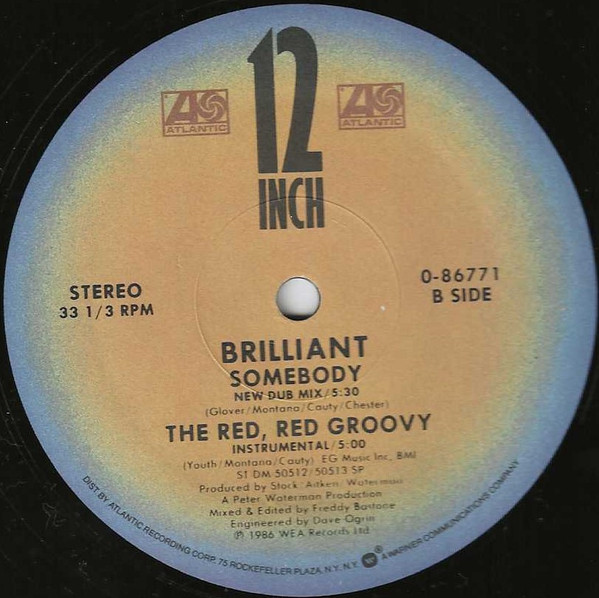 12
INCH
ATLANTIC
ATLANTIC
STEREO
33 1/3 RPM
0-86771
B SIDE
BRILLIANT
SOMEBODY
NEW DUB MIX/5:30
(Glover/Montana/Cauty/Chester)
THE RED, RED GROOVY
INSTRUMENTAL/5:00
(Youth/Montana/Cauty) EG Music Inc, BMI
ST DM 50512/50513 SP
Produced by Stock/Aitken/Waterman
A Peter Waterman Production
Mixed & Edited by Freddy Bastone
Engineered by Dave Ogrin
℗ 1986 WEA Records Ltd.
DIST BY ATLANTIC RECORDING CORP, 75 ROCKEFELLER PLAZA, N.Y., N.Y. ® A WARNER COMMUNICATIONS COMPANY